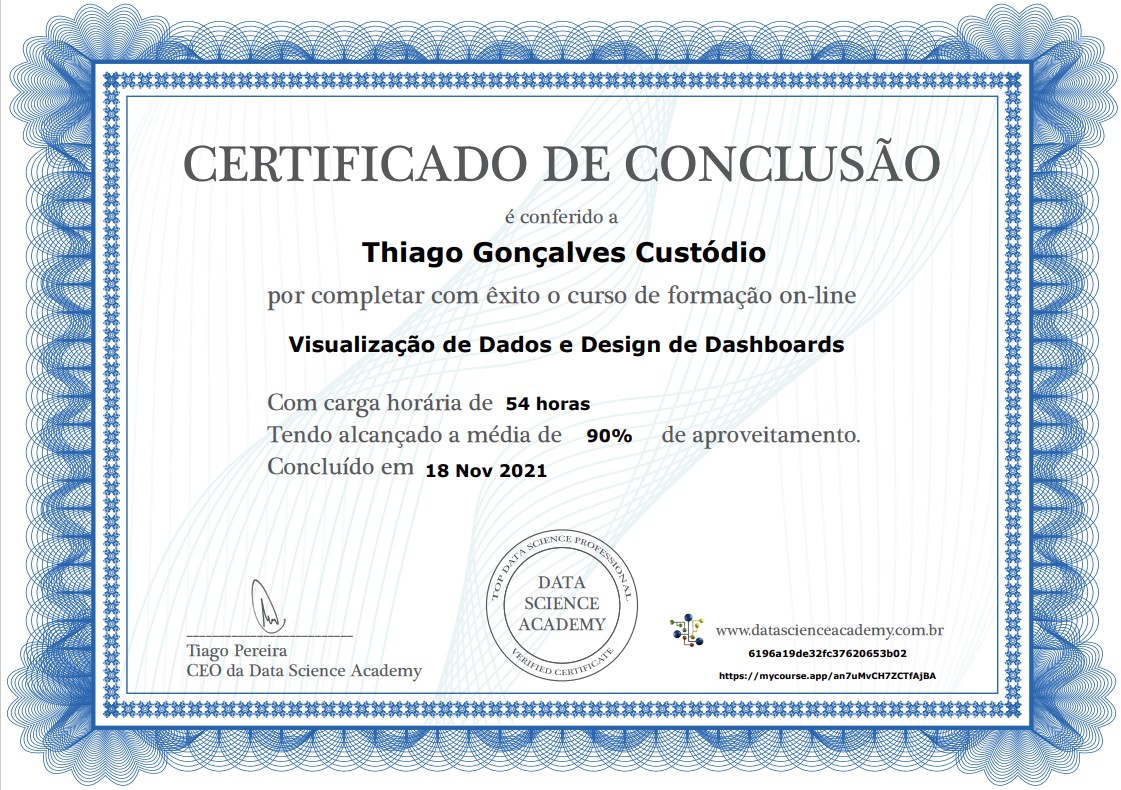 CERTIFICADO DE CONCLUSÃO
é conferido a
Thiago Gonçalves Custódio
por completar com êxito o curso de formação on-line
Visualização de Dados e Design de Dashboards
Com carga horária de 54 horas
Tendo alcançado a média de 90% de aproveitamento.
Concluído em 18 Nov 2021
Tiago Pereira
CEO da Data Science Academy
TOP DATA SCIENCE PROFESSIONAL
DATA
SCIENCE
ACADEMY
VERIFIED CERTIFICATE
www.datascienceacademy.com.br
6196a19de32fc37620653b02
https://mycourse.app/an7uMvCH7ZCTfAjBA